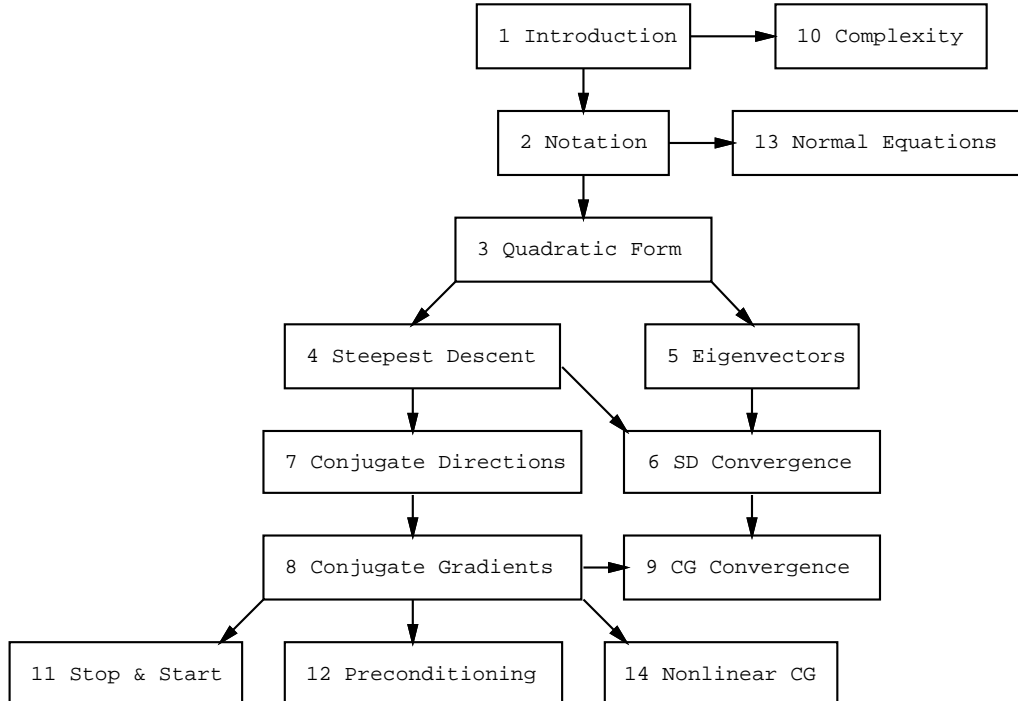 1 Introduction
10 Complexity
2 Notation
13 Normal Equations
3 Quadratic Form
4 Steepest Descent
5 Eigenvectors
7 Conjugate Directions
6 SD Convergence
8 Conjugate Gradients
9 CG Convergence
11 Stop & Start
12 Preconditioning
14 Nonlinear CG